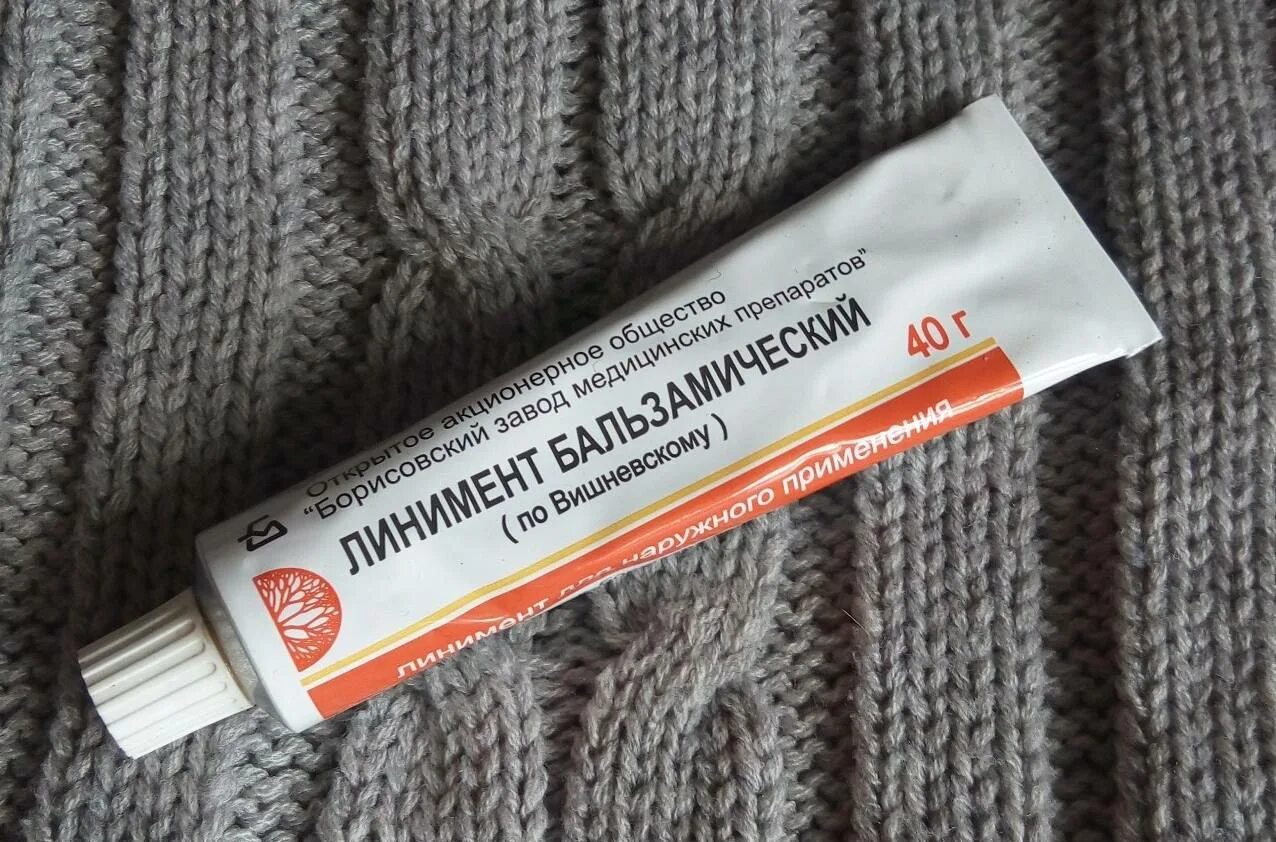 Открытое акционерное общество
"Борисовский завод медицинских препаратов"
ЛИНИМЕНТ БАЛЬЗАМИЧЕСКИЙ
( по Вишневскому )
40 г
линимент для наружного применения